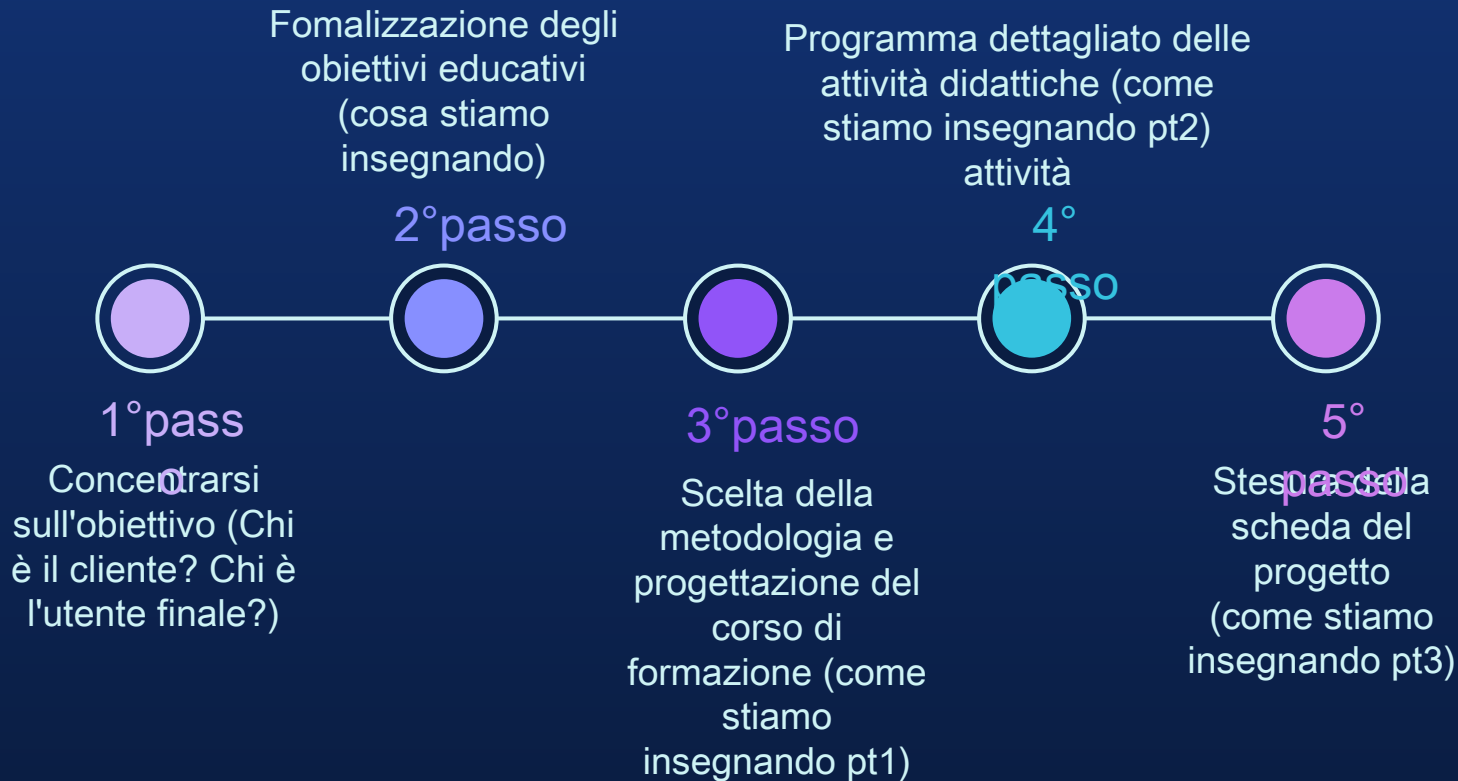 Fomalizzazione degli
obiettivi educativi
(cosa stiamo
insegnando)
2°passo
Programma dettagliato delle
attività didattiche (come
stiamo insegnando pt2)
attività
4°
passo
1°pass
o
Concentrarsi
sull'obiettivo (Chi
è il cliente? Chi è
l'utente finale?)
3°passo
Scelta della
metodologia e
progettazione del
corso di
formazione (come
stiamo
insegnando pt1)
5°
passo
Stesura della
scheda del
progetto
(come stiamo
insegnando pt3)